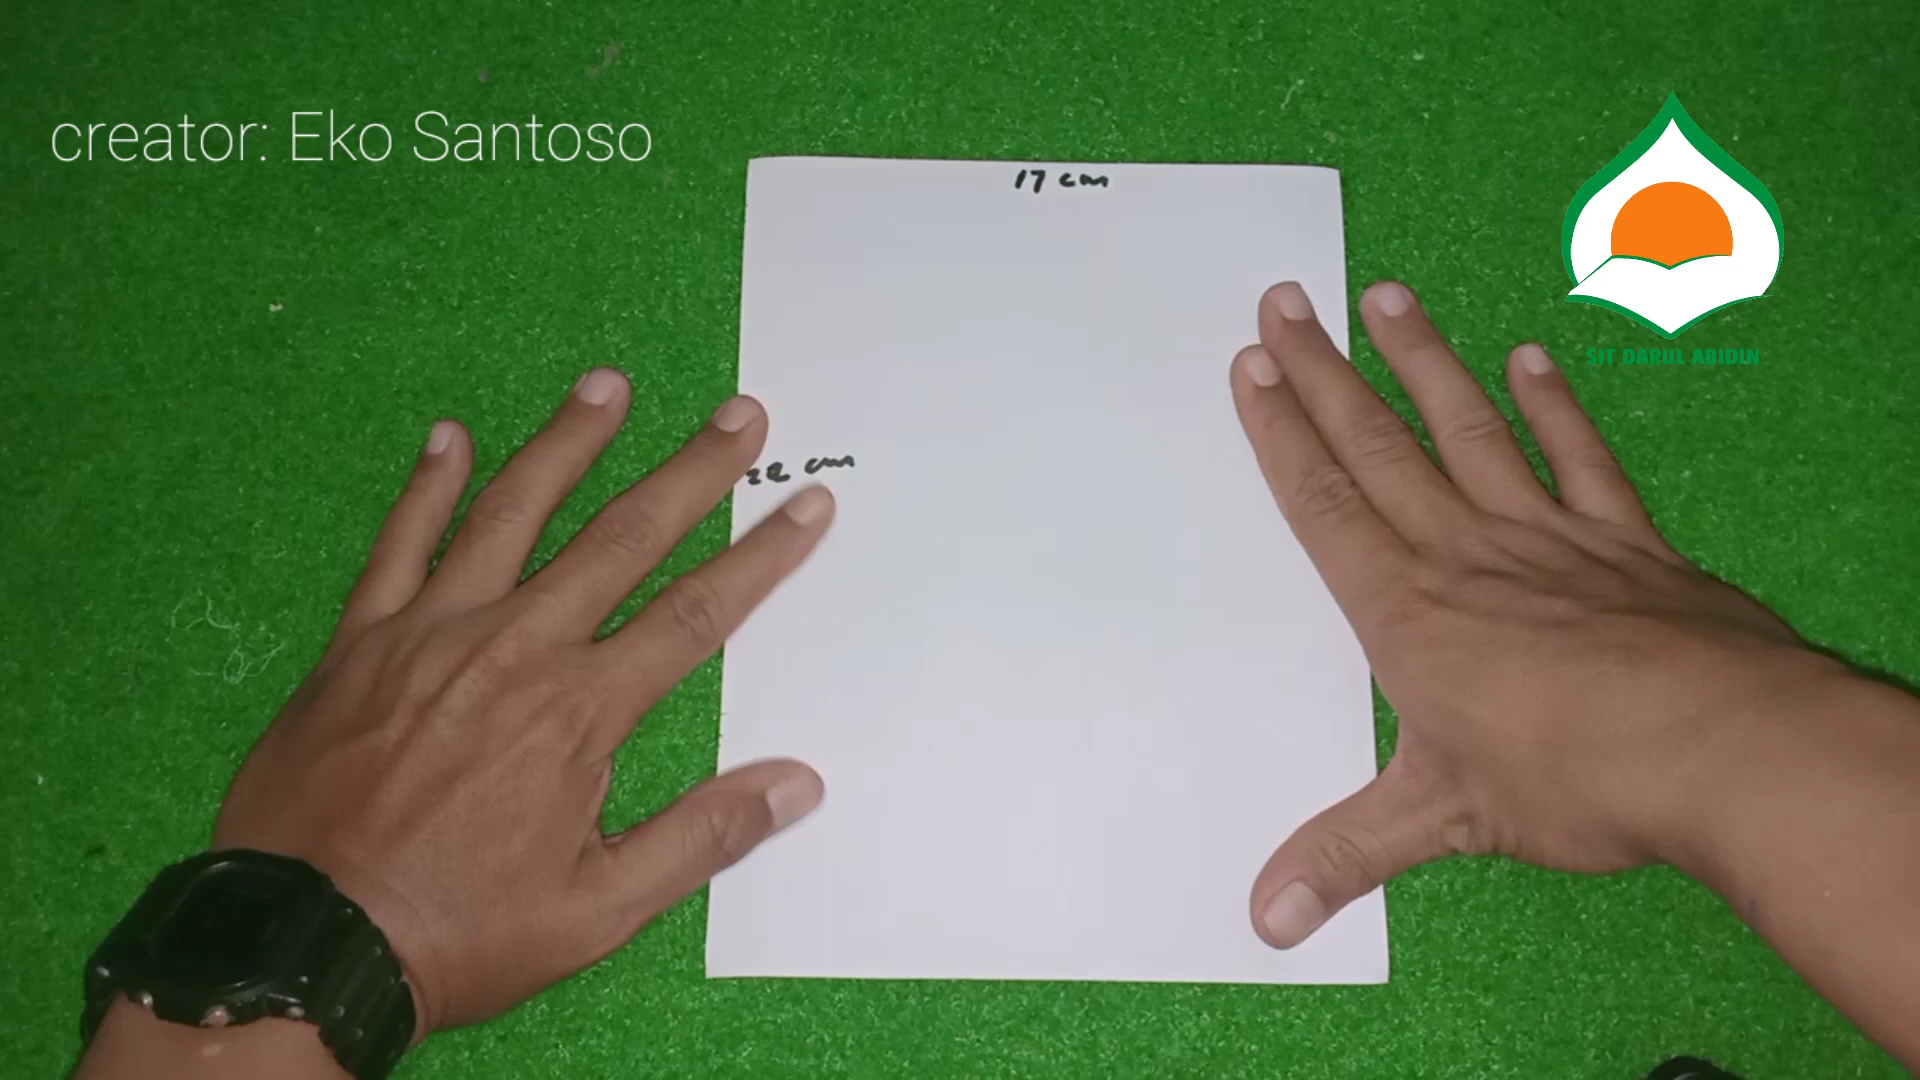 creator: Eko Santoso
17 cm
22 cm
SIT DARUL ABIDIN